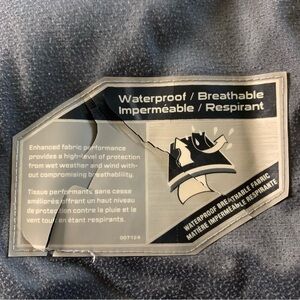 Waterproof / Breathable
Imperméable / Respirant
Enhanced fabric performance
provides a high-level of protection
from wet weather and wind with-
out compromising breathability.
Tissus performants sans cesse
améliorés offrant un haut niveau
de protection contre la pluie et le
vent tout en étant respirants.
007124
WATERPROOF BREATHABLE FABRIC
MATIÈRE IMPERMÉABLE RESPIRANTE